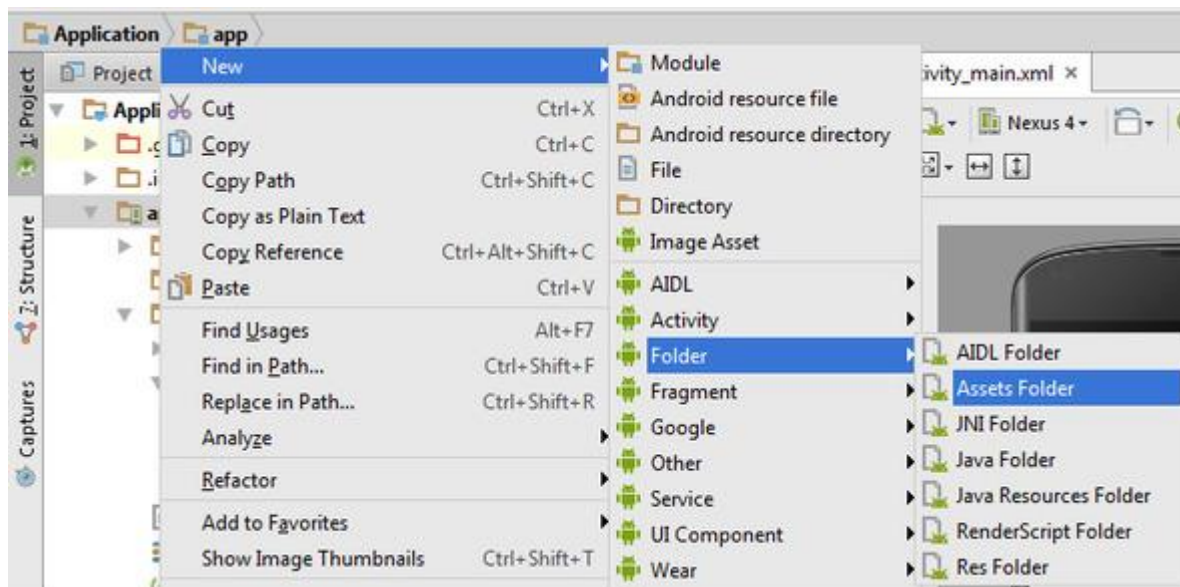 Application app
1: Project
7: Structure
Captures
Project
Appli
.g
.i
a
New
Cut Ctrl+X
Copy Ctrl+C
Copy Path Ctrl+Shift+C
Copy as Plain Text
Copy Reference Ctrl+Alt+Shift+C
Paste Ctrl+V
Find Usages Alt+F7
Find in Path... Ctrl+Shift+F
Replace in Path... Ctrl+Shift+R
Analyze
Refactor
Add to Favorites
Show Image Thumbnails Ctrl+Shift+T
Module
Android resource file
Android resource directory
File
Directory
Image Asset
AIDL
Activity
Folder
Fragment
Google
Other
Service
UI Component
Wear
ivity_main.xml
Nexus 4
AIDL Folder
Assets Folder
JNI Folder
Java Folder
Java Resources Folder
RenderScript Folder
Res Folder